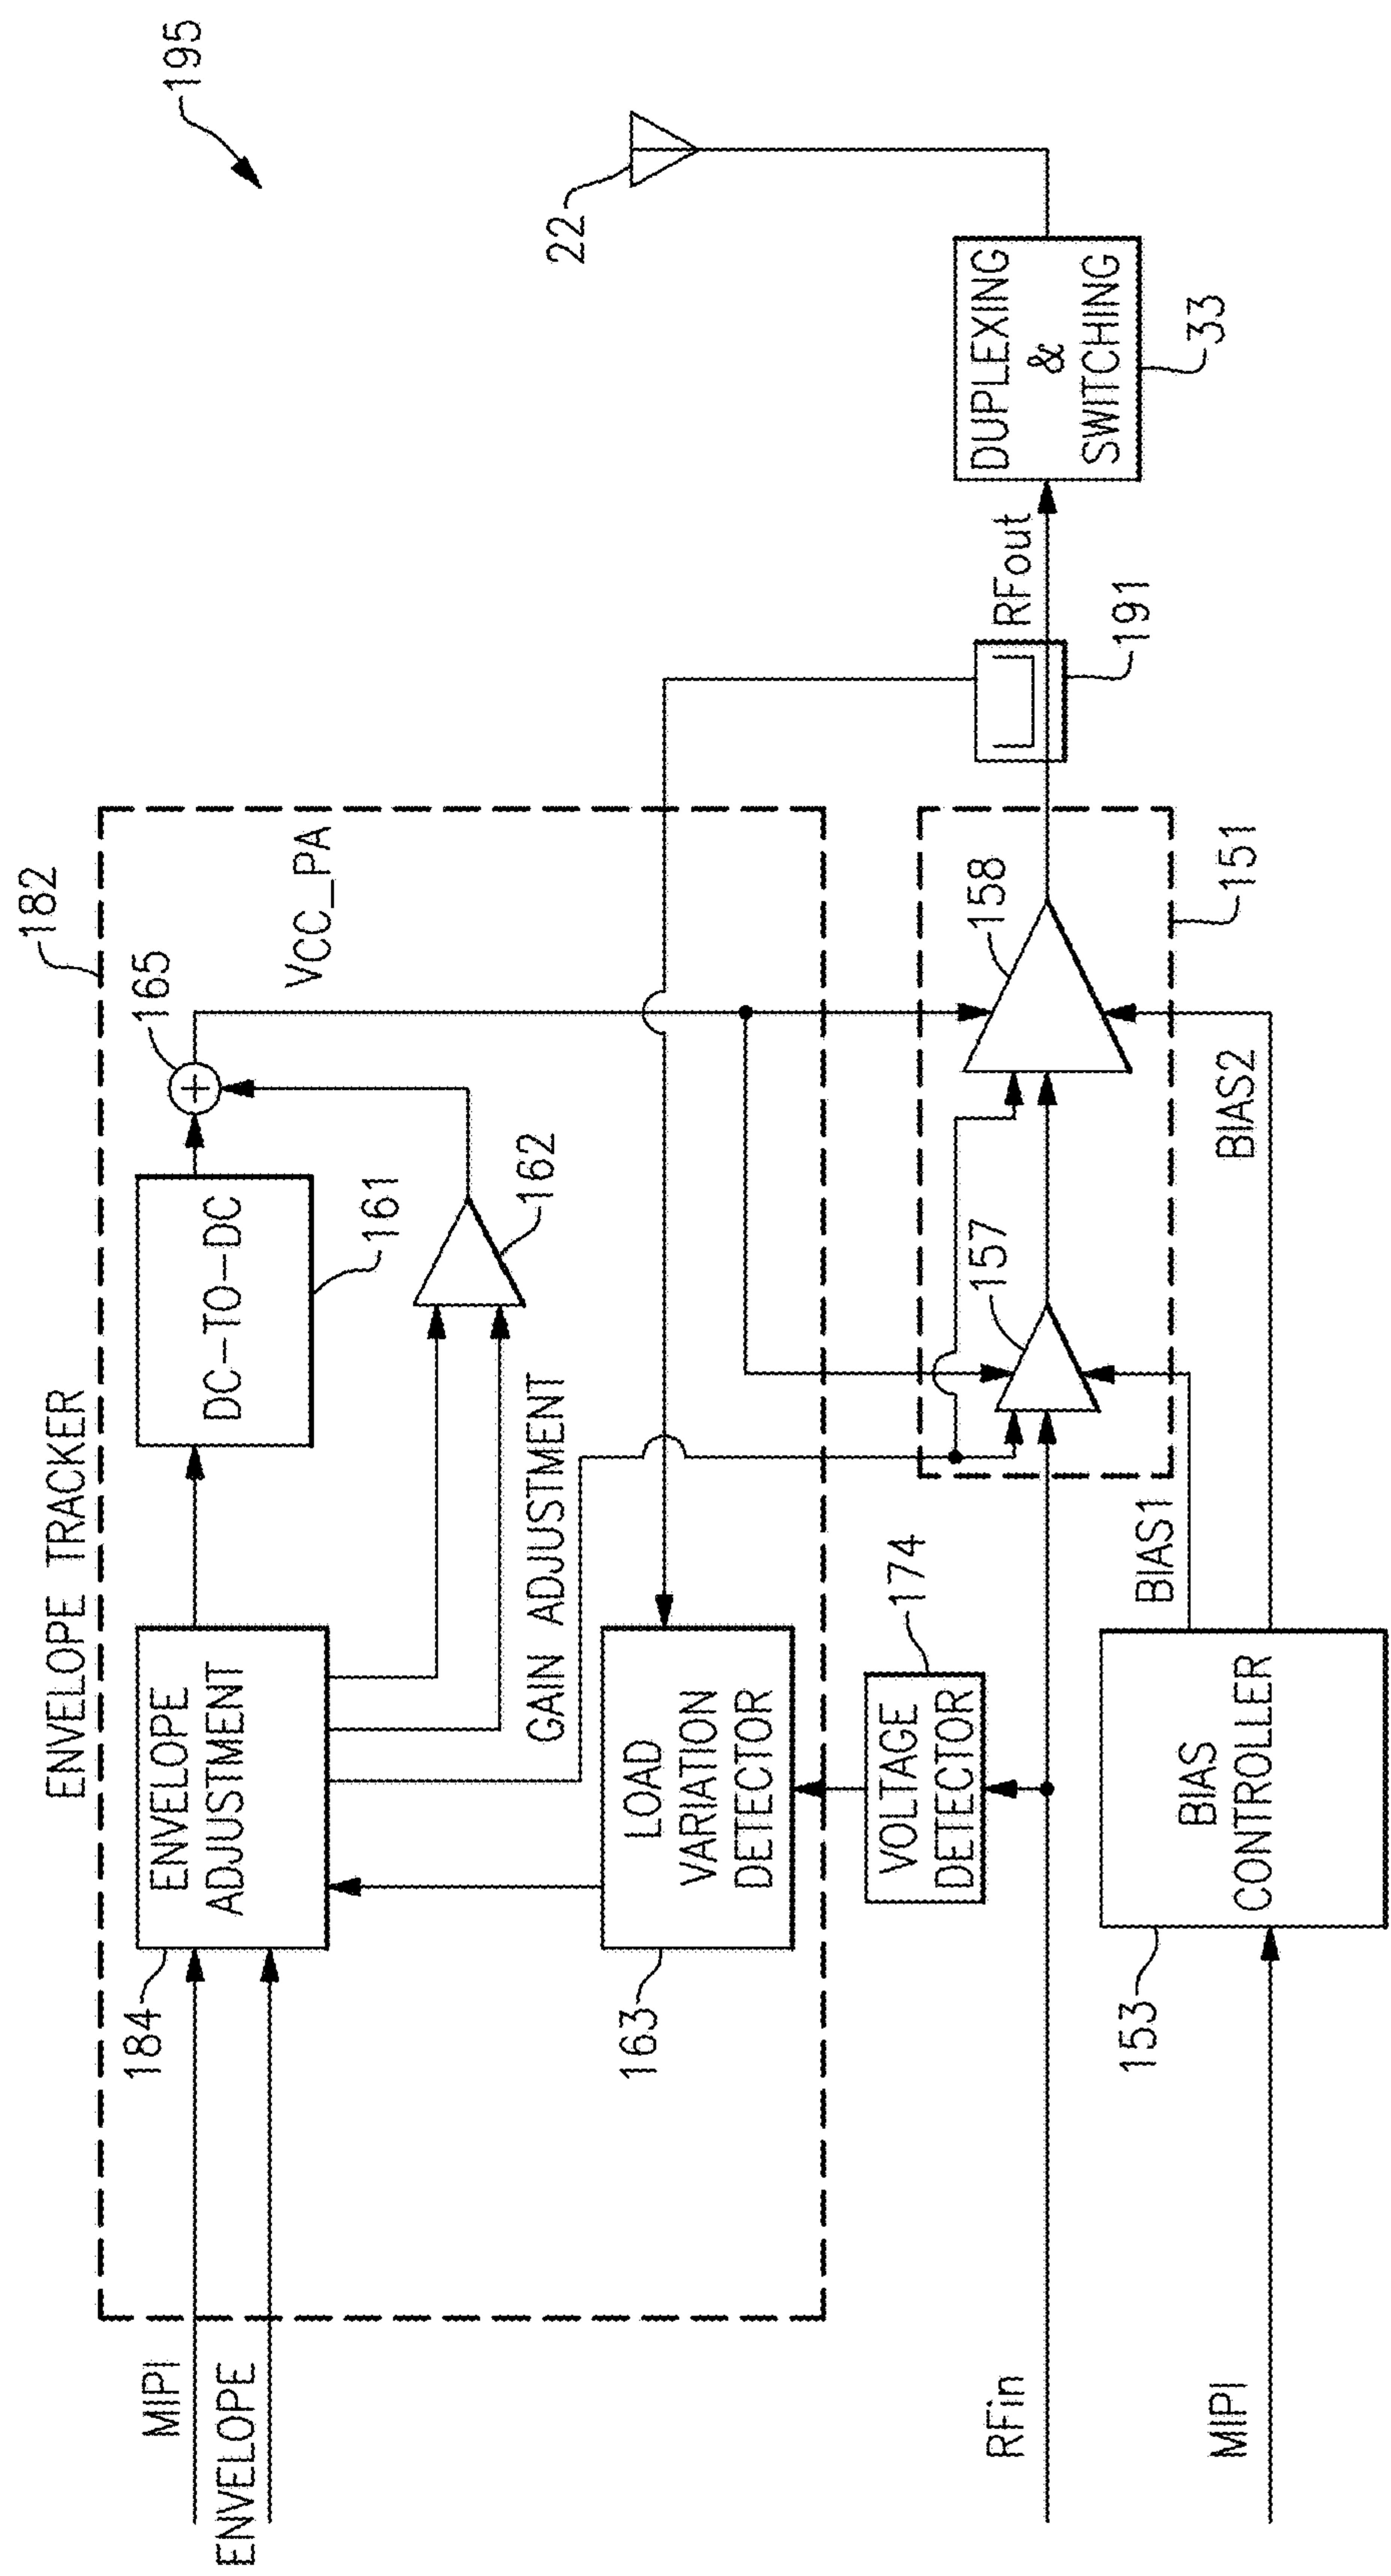 195
182
ENVELOPE TRACKER
MIPI
ENVELOPE
184
ENVELOPE
ADJUSTMENT
DC-TO-DC
161
165
VCC_PA
162
GAIN ADJUSTMENT
163
LOAD
VARIATION
DETECTOR
22
VOLTAGE
DETECTOR
174
RFin
157
158
151
RFout
191
DUPLEXING
&
SWITCHING
33
BIAS1
BIAS2
MIPI
153
BIAS
CONTROLLER